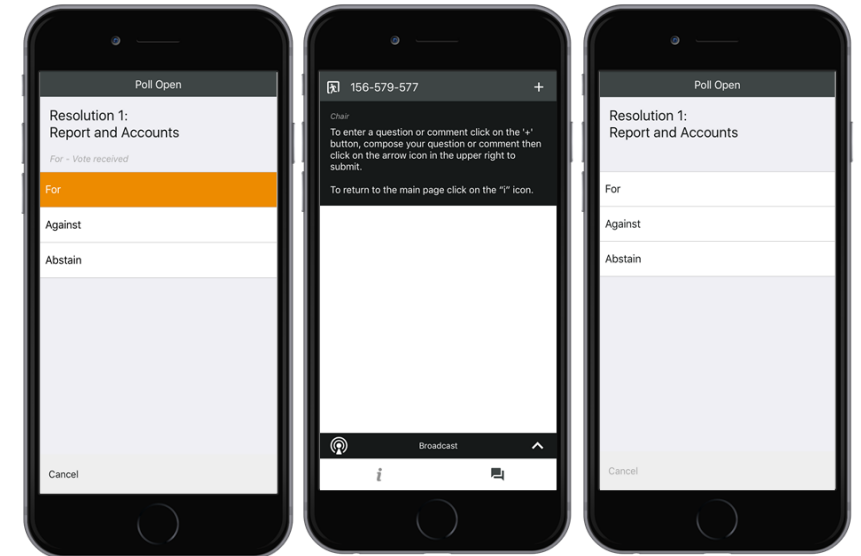 Poll Open
Resolution 1:
Report and Accounts
For - Vote received
For
Against
Abstain
Cancel
156-579-577
+
Chair
To enter a question or comment click on the '+'
button, compose your question or comment then
click on the arrow icon in the upper right to
submit.
To return to the main page click on the “i” icon.
Broadcast
i
Poll Open
Resolution 1:
Report and Accounts
For
Against
Abstain
Cancel